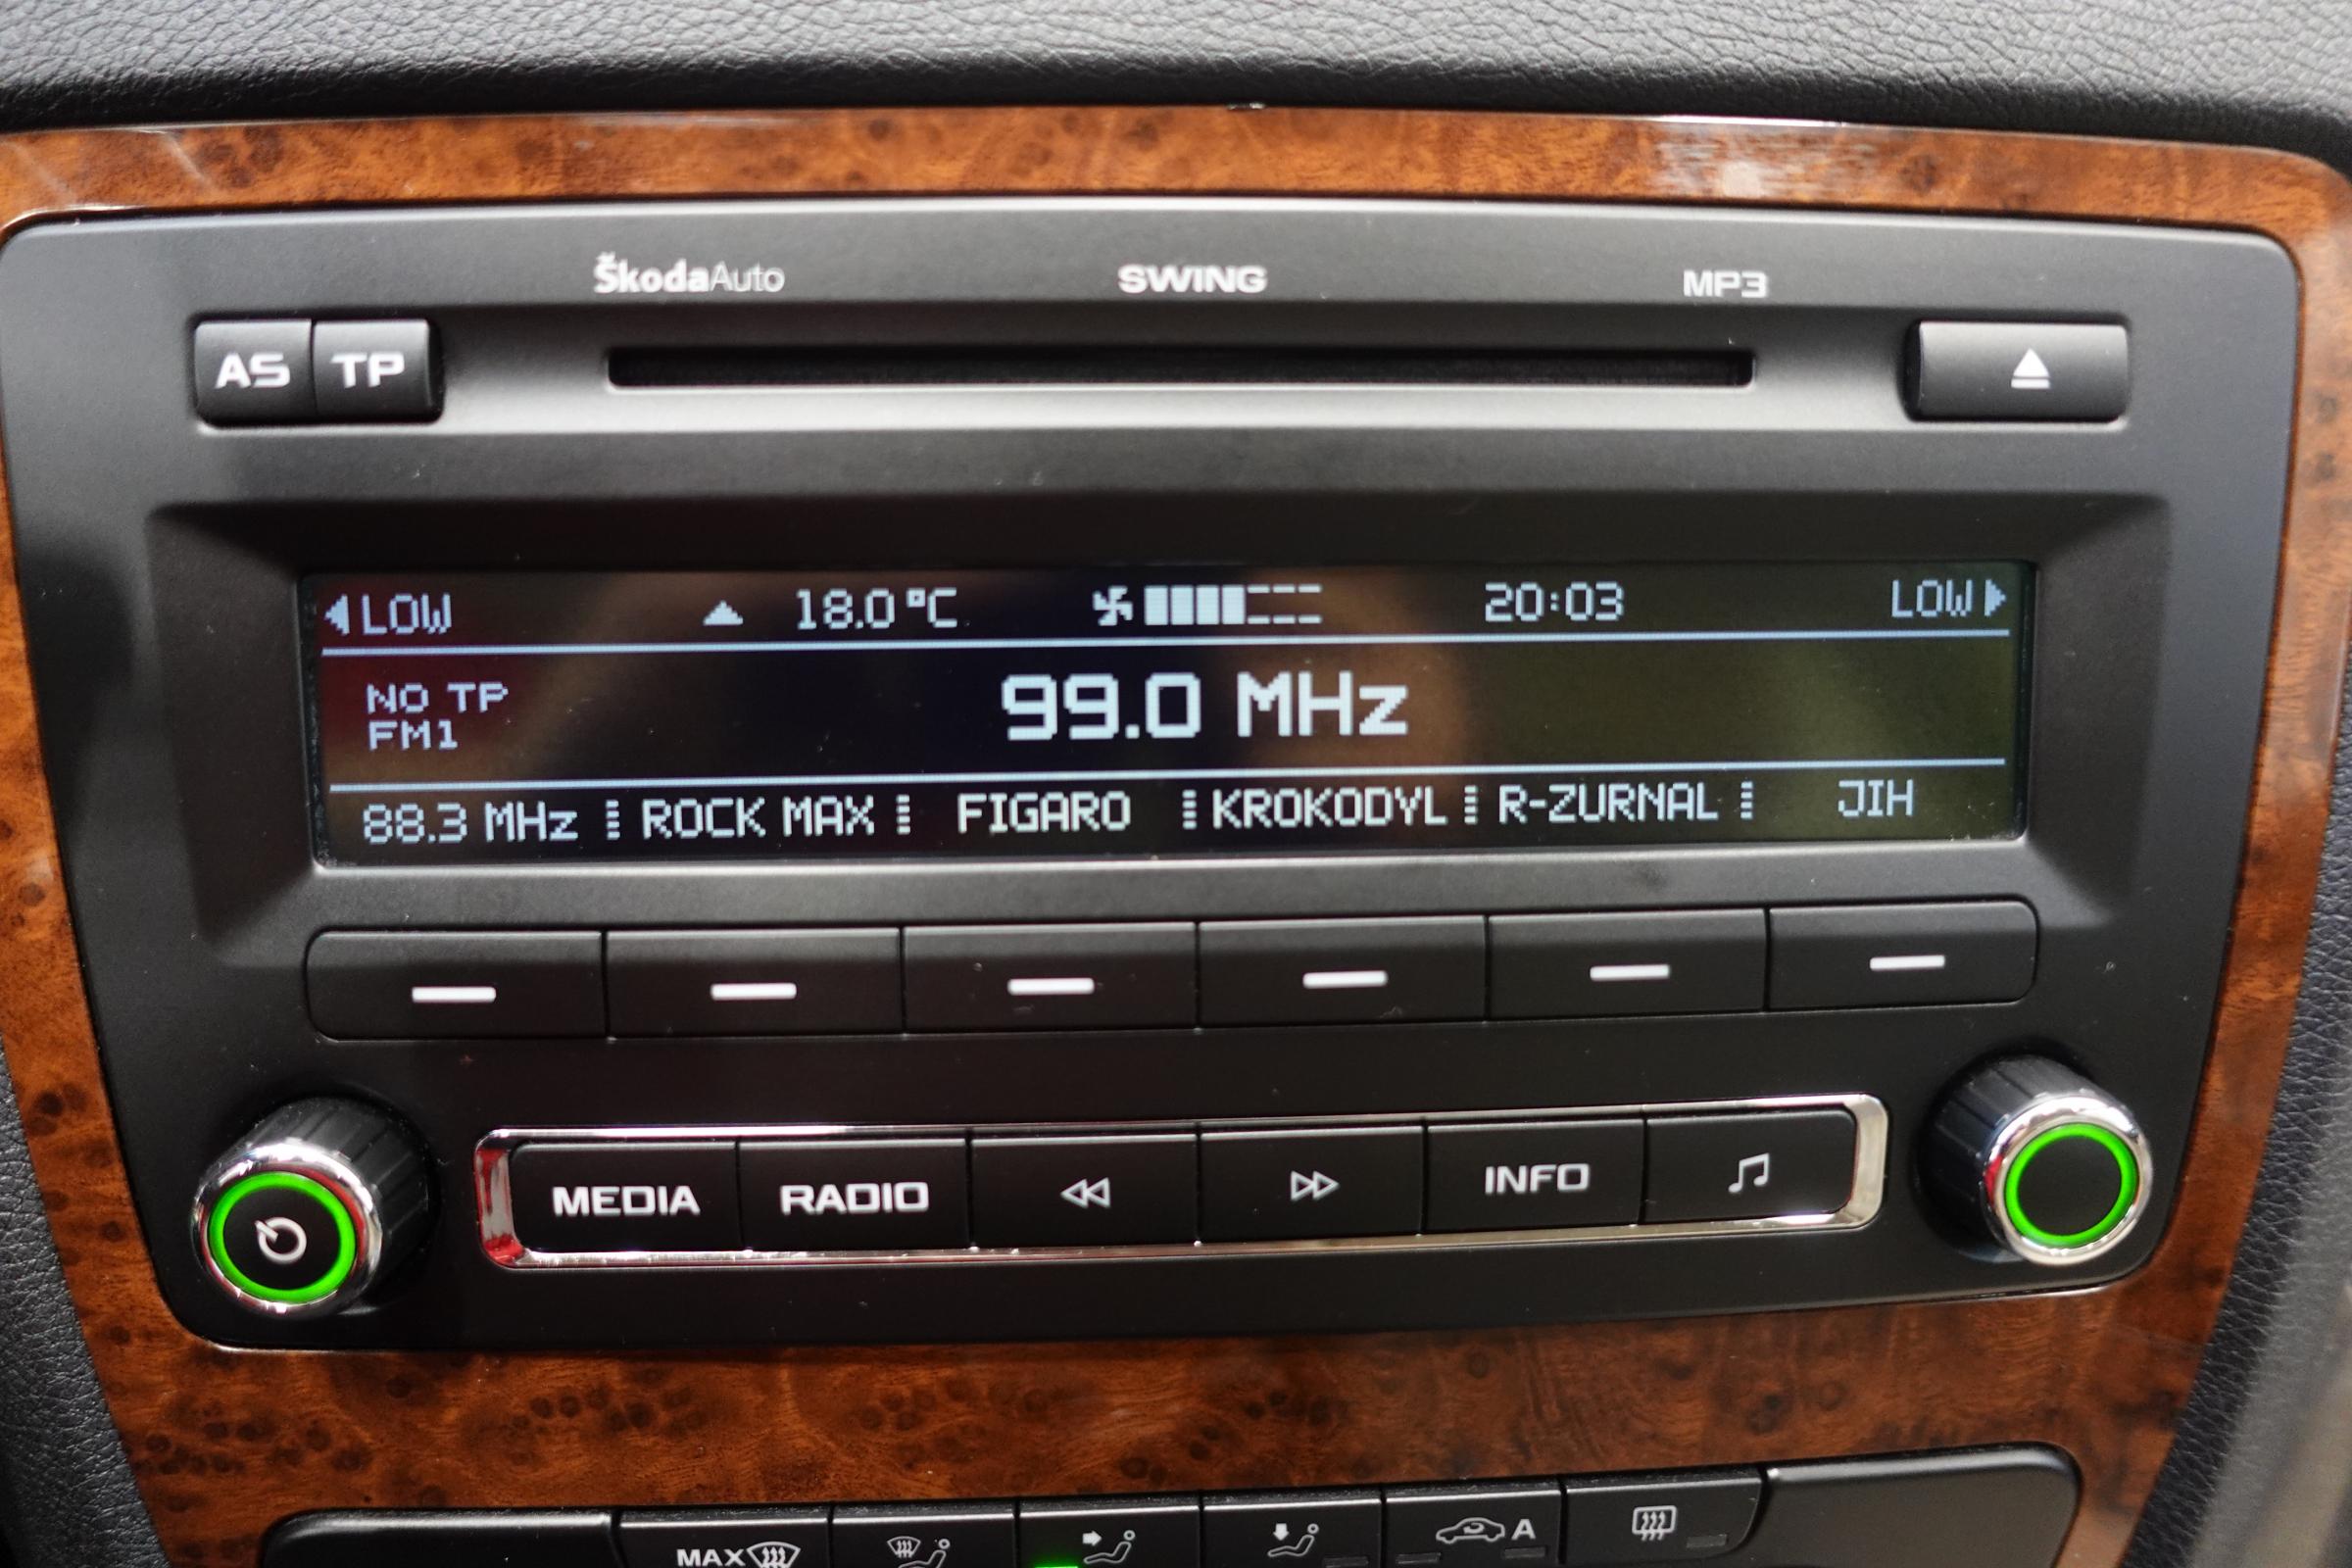 ŠkodaAuto SWING MP3
AS TP
LOW 18.0 °C 20:03 LOW
NO TP
FM1
99.0 MHz
88.3 MHz ROCK MAX FIGARO KROKODYL R-ZURNAL JIH
MEDIA RADIO INFO
MAX A